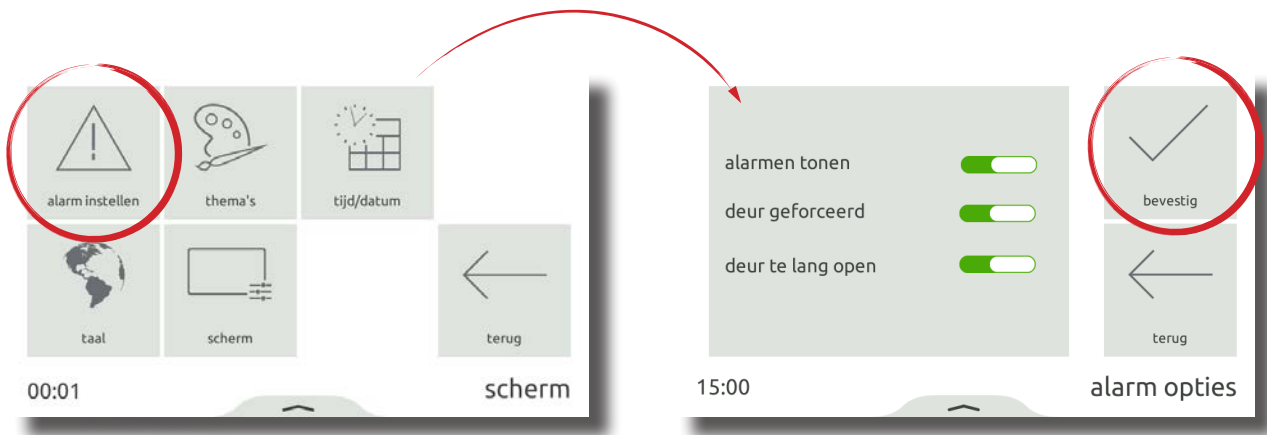 alarm instellen
thema's
tijd/datum
taal
scherm
terug
00:01
scherm
alarmen tonen
deur geforceerd
deur te lang open
bevestig
terug
15:00
alarm opties